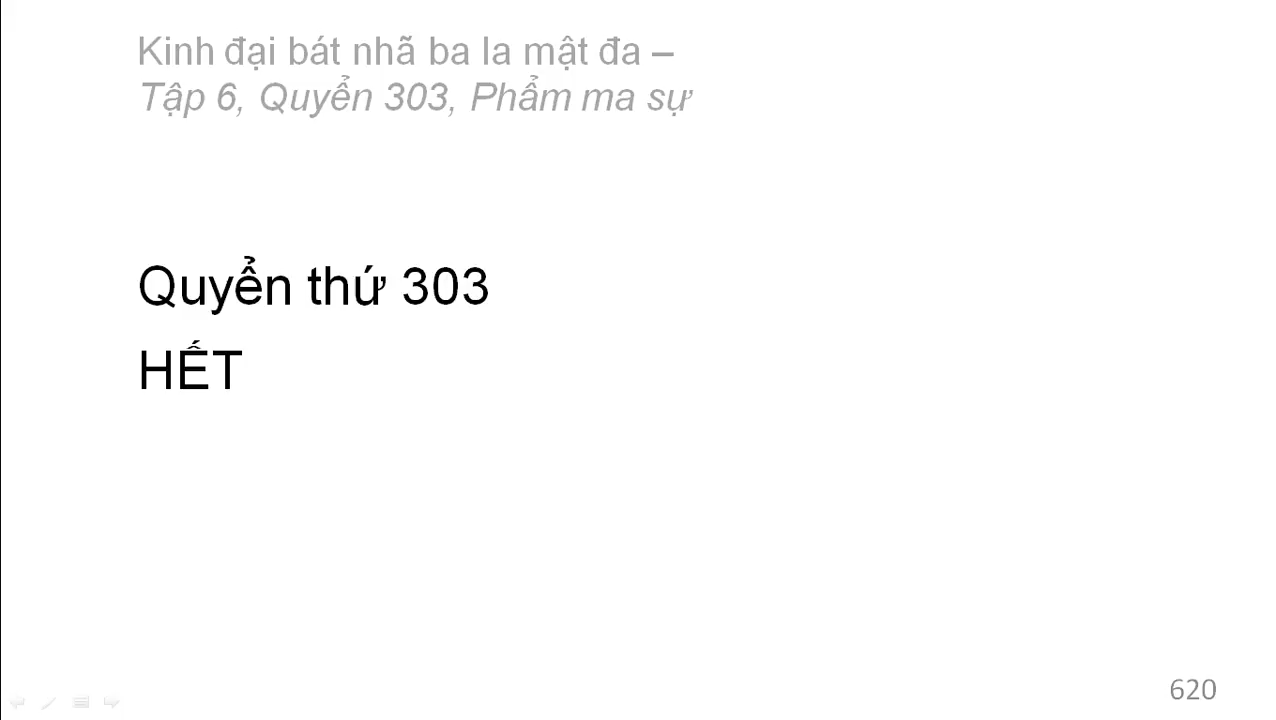 Kinh đại bát nhã ba la mật đa –
Tập 6, Quyển 303, Phẩm ma sự
Quyển thứ 303
HẾT
620